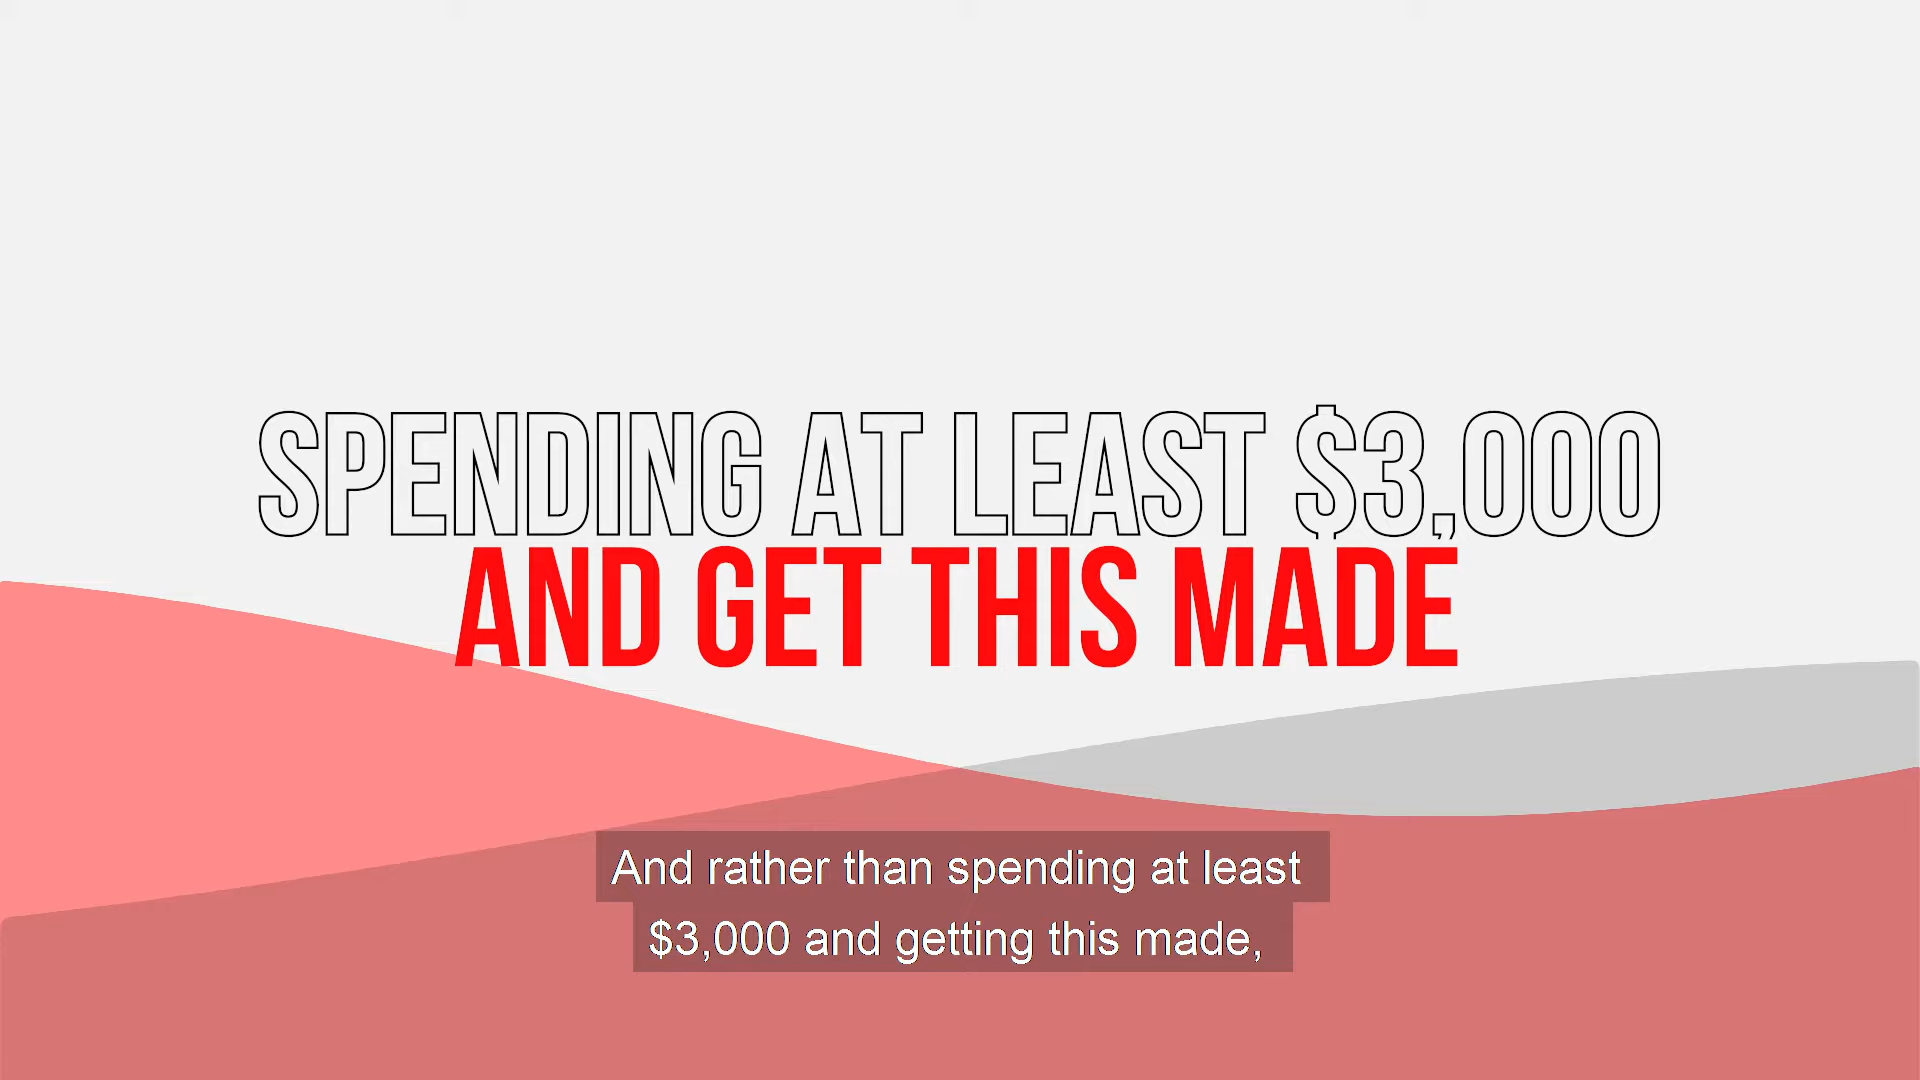 SPENDING AT LEAST $3,000
AND GET THIS MADE
And rather than spending at least
$3,000 and getting this made,